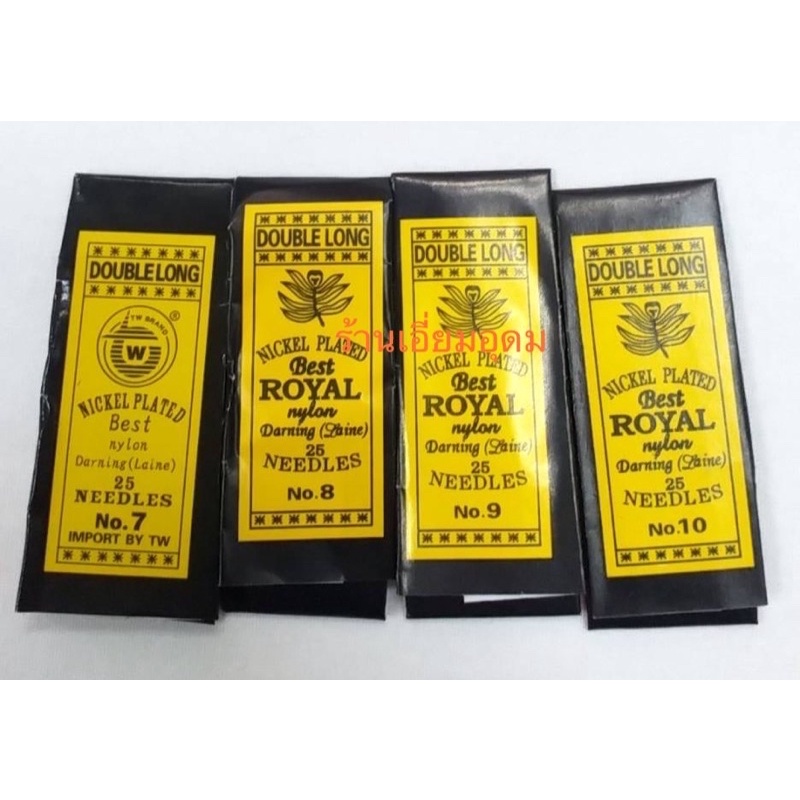 DOUBLE LONG
TW BRAND
®
W
NICKEL PLATED
Best
nylon
Darning (Laine)
25
NEEDLES
No.7
IMPORT BY TW
DOUBLE LONG
NICKEL PLATED
Best
ROYAL
nylon
Darning (Laine)
25
NEEDLES
No.8
DOUBLE LONG
NICKEL PLATED
Best
ROYAL
nylon
Darning (Laine)
25
NEEDLES
No.9
DOUBLE LONG
NICKEL PLATED
Best
ROYAL
nylon
Darning (Laine)
25
NEEDLES
No.10
ร้านเอี่ยมอุดม